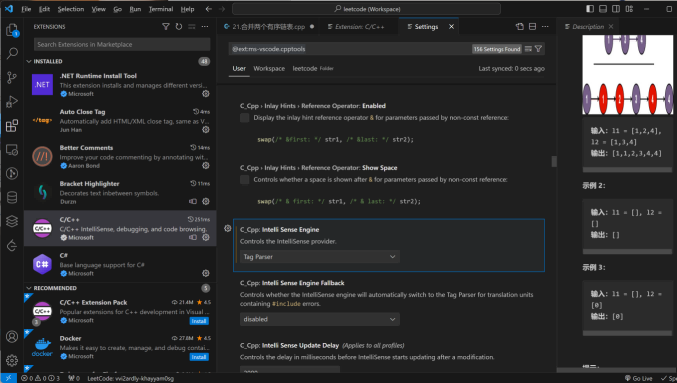 File Edit Selection View Go Run Terminal Help
leetcode (Workspace)
EXTENSIONS
Search Extensions in Marketplace
INSTALLED 43
.NET Runtime Install Tool
This extension installs and manages different versi...
Microsoft
Auto Close Tag 4ms
Automatically add HTML/XML close tag, same as V...
Jun Han
Better Comments 14ms
Improve your code commenting by annotating wit...
Aaron Bond
Bracket Highlighter 11ms
Decorates text inbetween symbols.
Durzn
C/C++ 251ms
C/C++ IntelliSense, debugging, and code browsing.
Microsoft
C#
Base language support for C#
Microsoft
RECOMMENDED 5
C/C++ Extension Pack 21.4M 4.5
Popular extensions for C++ development in Visual ...
Microsoft Install
Docker 27.8M 4.5
Makes it easy to create, manage, and debug contai...
Microsoft Install
21.合并两个有序链表.cpp
Extension: C/C++
Settings
@ext:ms-vscode.cpptools
156 Settings Found
User Workspace leetcode Folder
Last synced: 0 secs ago
C_Cpp › Inlay Hints › Reference Operator: Enabled
Display the inlay hint reference operator & for parameters passed by non-const reference:
swap(/* &first: */ str1, /* &last: */ str2);
C_Cpp › Inlay Hints › Reference Operator: Show Space
Controls whether a space is shown after & for parameters passed by non-const reference:
swap(/* & first: */ str1, /* & last: */ str2);
C_Cpp: Intelli Sense Engine
Controls the IntelliSense provider.
Tag Parser
C_Cpp: Intelli Sense Engine Fallback
Controls whether the IntelliSense engine will automatically switch to the Tag Parser for translation units
containing #include errors.
disabled
C_Cpp: Intelli Sense Update Delay (Applies to all profiles)
Controls the delay in milliseconds before IntelliSense starts updating after a modification.
Description
输入: l1 = [1,2,4],
l2 = [1,3,4]
输出: [1,1,2,3,4,4]
示例 2:
输入: l1 = [], l2 =
[]
输出: []
示例 3:
输入: l1 = [], l2 =
[0]
输出: [0]
0 0 3 0
LeetCode: vvi2ardly-khayyam0sg
Go Live